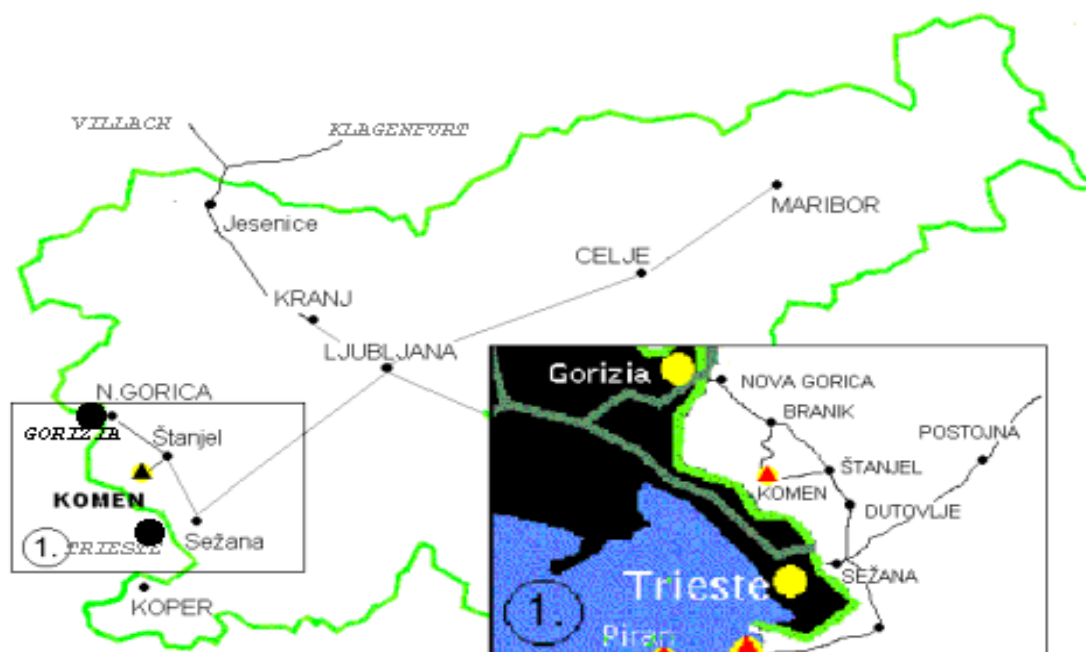 VILLACH
KLAGENFURT
Jesenice
MARIBOR
CELJE
KRANJ
LJUBLJANA
N.GORICA
GORIZIA
Štanjel
KOMEN
1.
TRIESTE
Sežana
KOPER
Gorizia
NOVA GORICA
BRANIK
POSTOJNA
ŠTANJEL
KOMEN
DUTOVLJE
SEŽANA
Trieste
1.
Piran